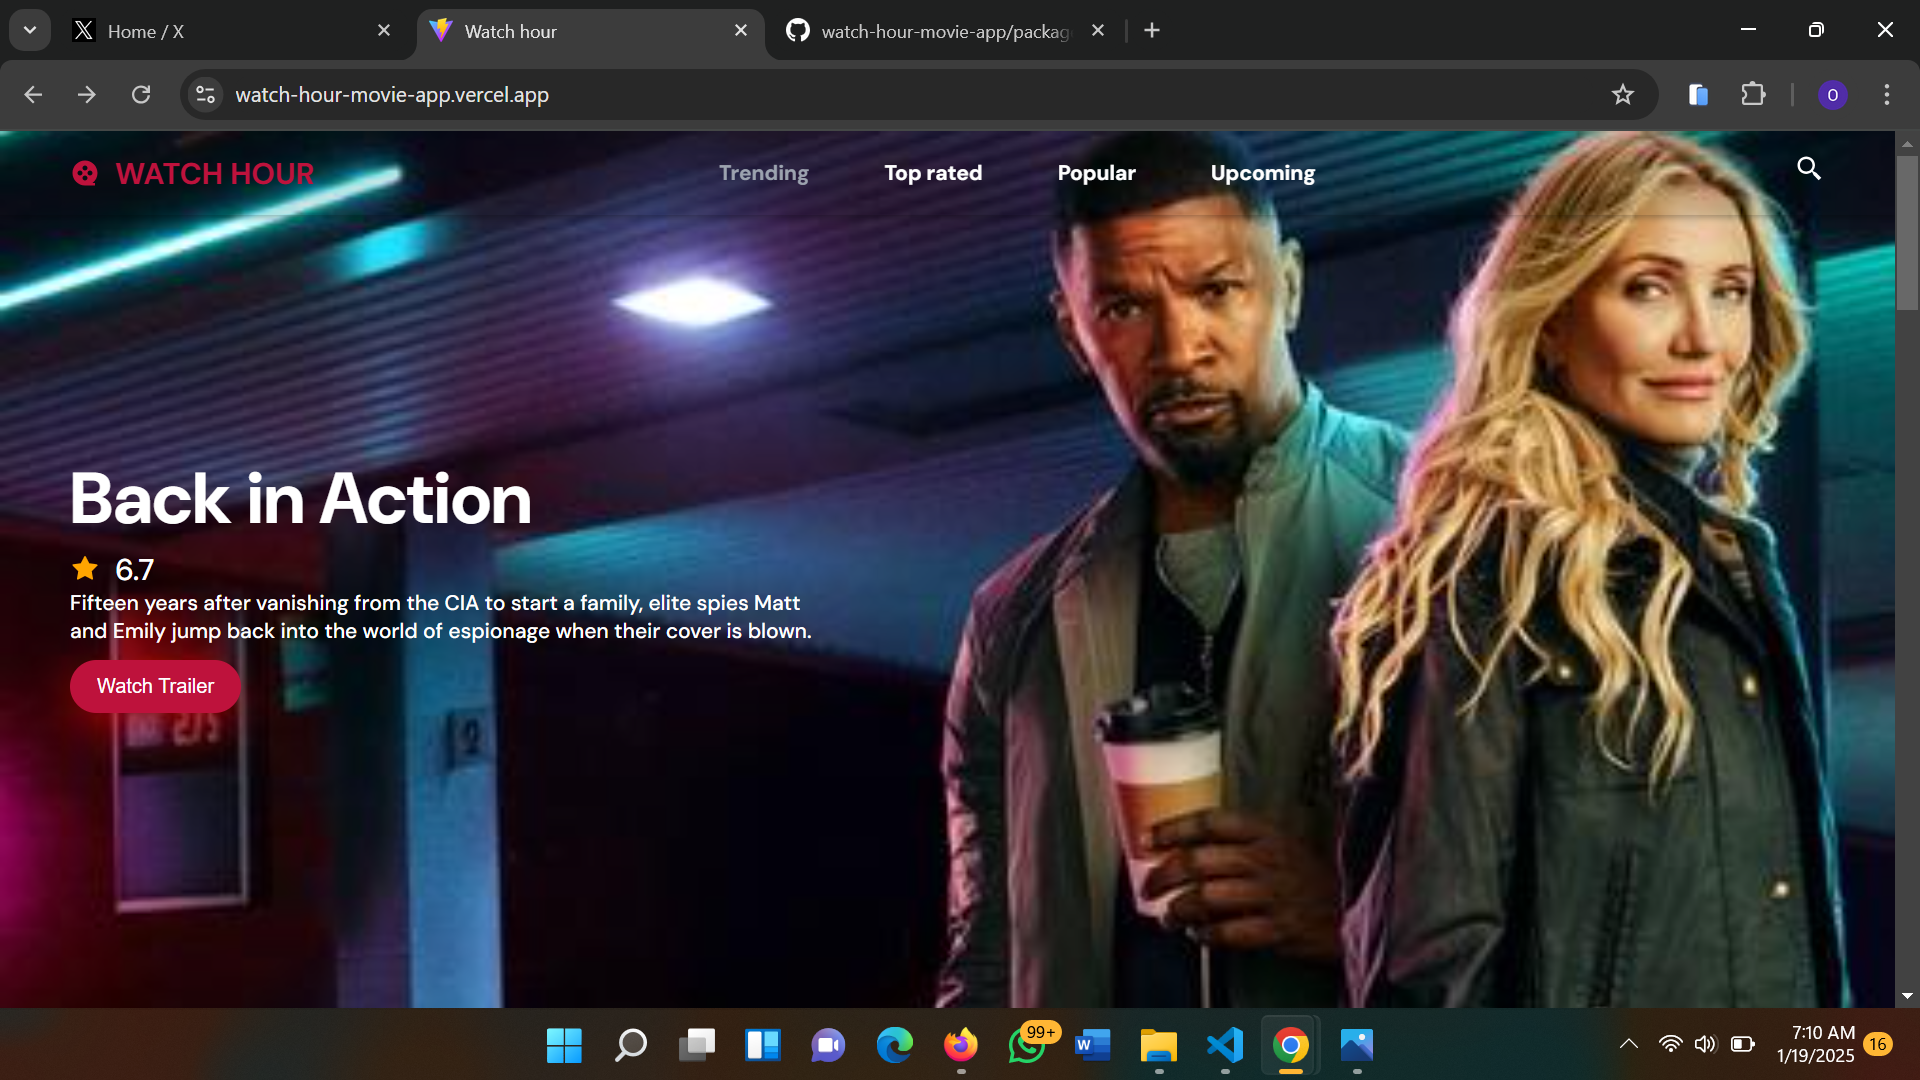 Home / X
Watch hour
watch-hour-movie-app/packag
watch-hour-movie-app.vercel.app
O
WATCH HOUR
Trending
Top rated
Popular
Upcoming
Back in Action
6.7
Fifteen years after vanishing from the CIA to start a family, elite spies Matt
and Emily jump back into the world of espionage when their cover is blown.
Watch Trailer
99+
W
7:10 AM
1/19/2025
16